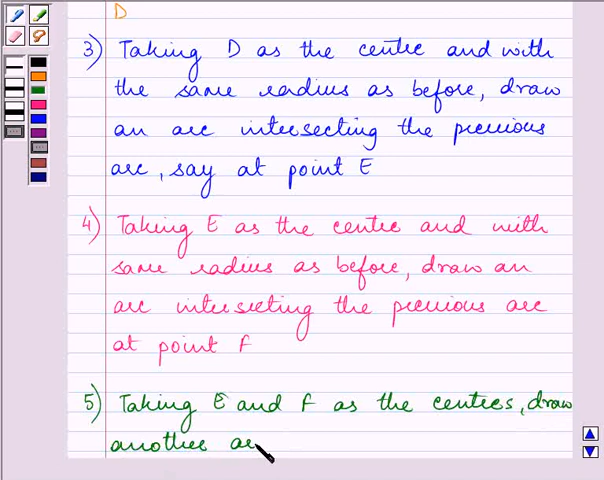 D
3) Taking D as the centre and with
the same radius as before, draw
an arc intersecting the previous
arc, say at point E
4) Taking E as the centre and with
same radius as before, draw an
arc intersecting the previous arc
at point F
5) Taking E and F as the centres, draw
another ar